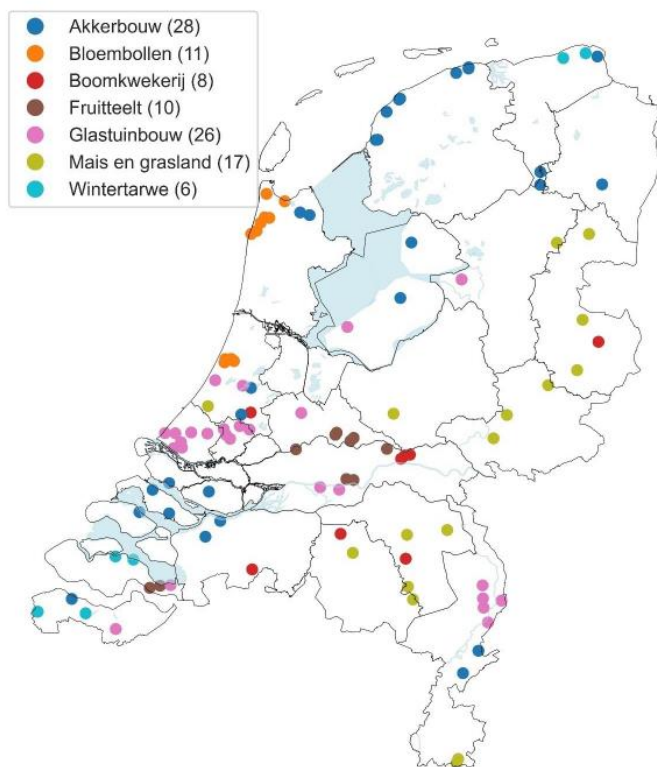 Akkerbouw (28)
Bloembollen (11)
Boomkwekerij (8)
Fruitteelt (10)
Glastuinbouw (26)
Mais en grasland (17)
Wintertarwe (6)